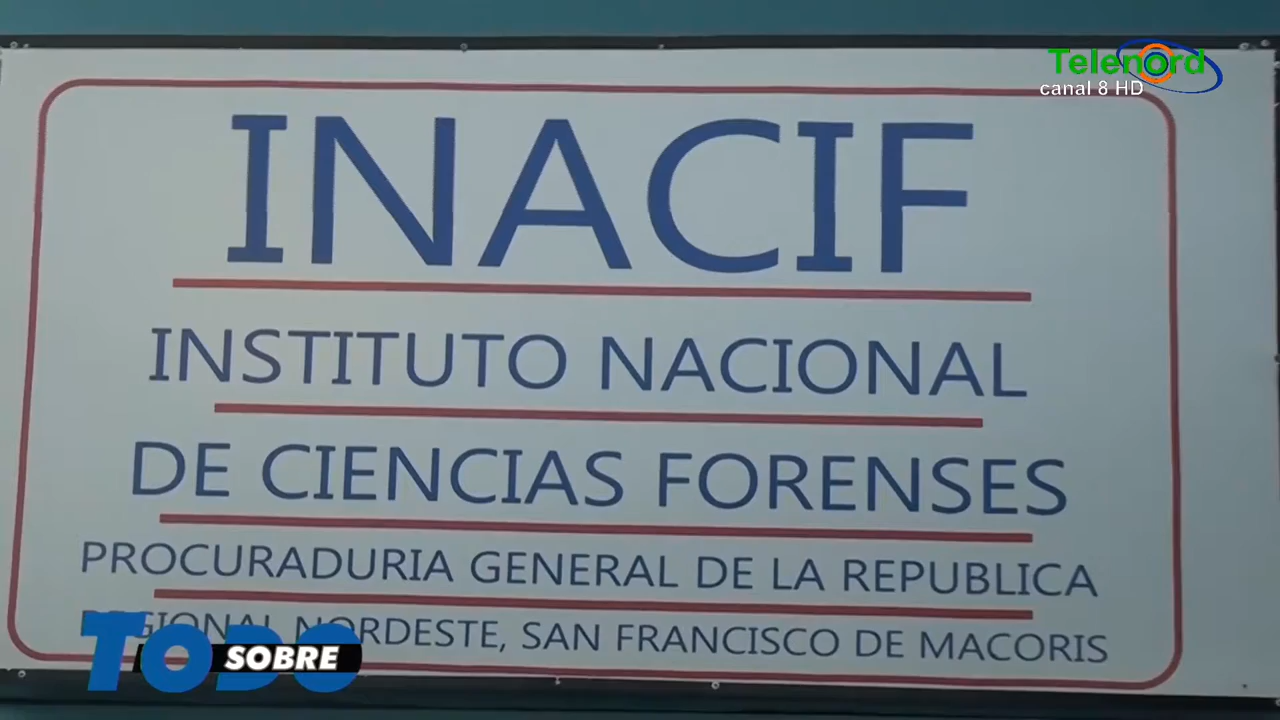 Telenord
canal 8 HD
INACIF
INSTITUTO NACIONAL
DE CIENCIAS FORENSES
PROCURADURIA GENERAL DE LA REPUBLICA
REGIONAL NORDESTE, SAN FRANCISCO DE MACORIS
TODO
SOBRE